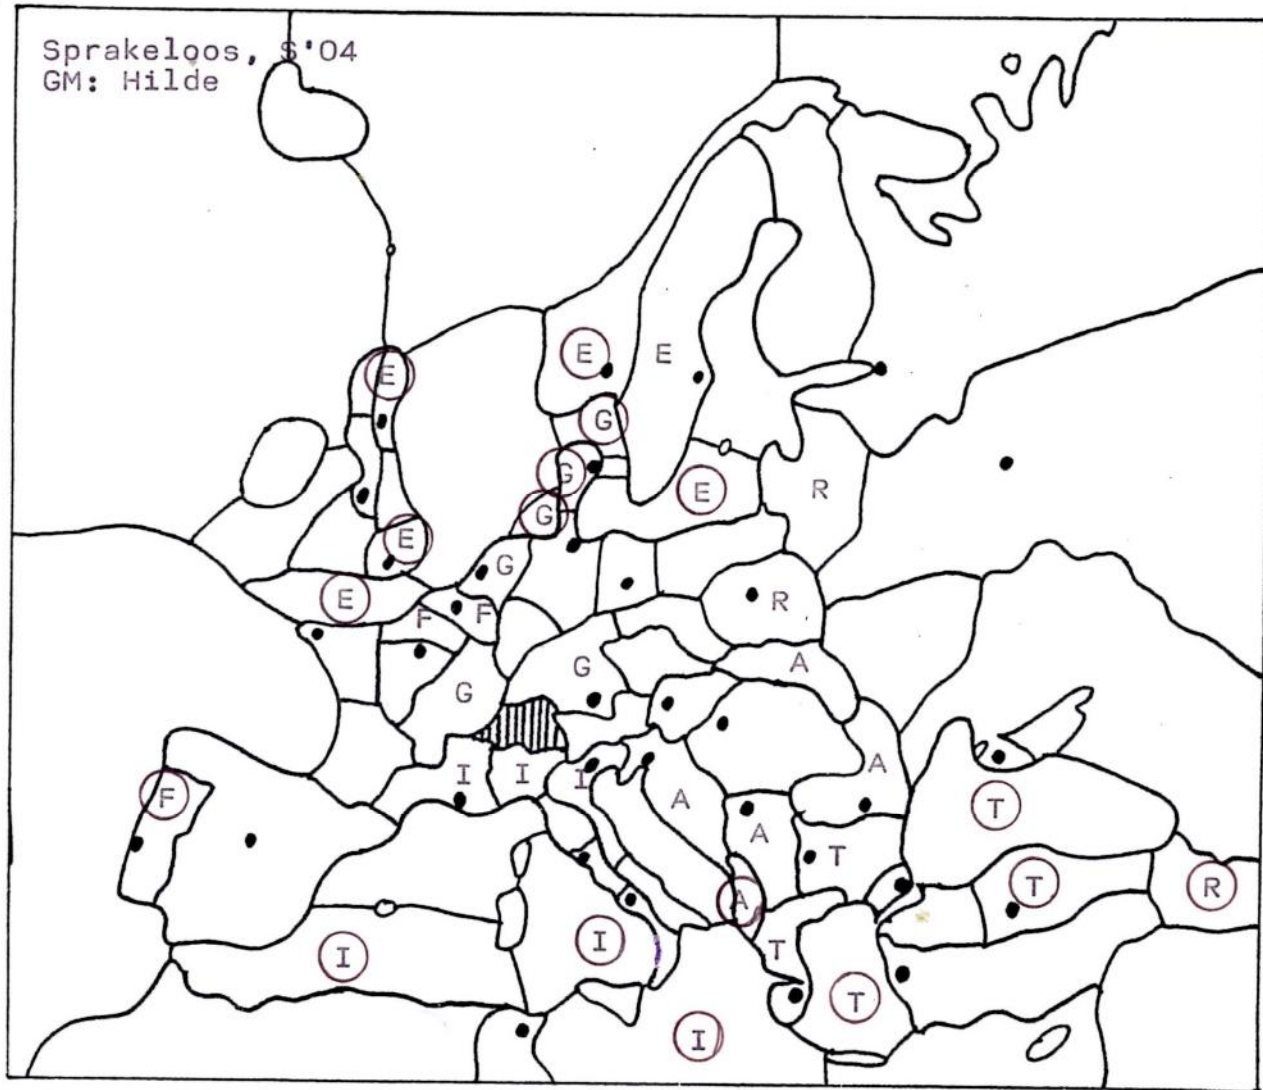 Sprakeloos, S'04
GM: Hilde
E
E E
G
G E R
G
E
G
E F F R
G A
G
I I I A
F A T
A T
T R
A
I I T
T
I